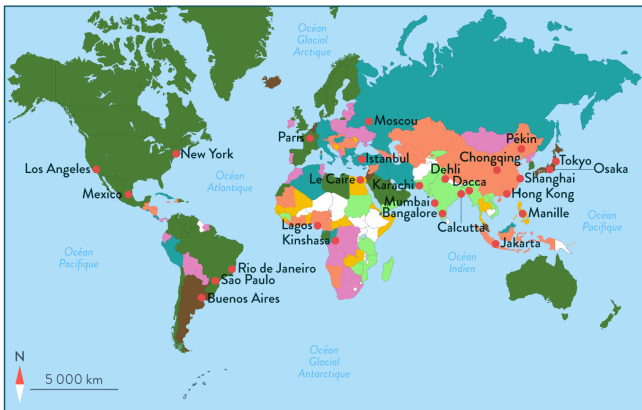 Océan
Glacial
Arctique
Moscou
Paris
Pékin
New York
Istanbul
Dehli
Chongqing
Tokyo
Los Angeles
Océan
Atlantique
Le Caire
Karachi
Dacca
Shanghai
Osaka
Mexico
Mumbai
Hong Kong
Bangalore
Manille
Océan
Pacifique
Lagos
Calcutta
Kinshasa
Jakarta
Océan
Pacifique
Océan
Indien
Rio de Janeiro
São Paulo
Buenos Aires
Océan
Glacial
Antarctique
N
5 000 km